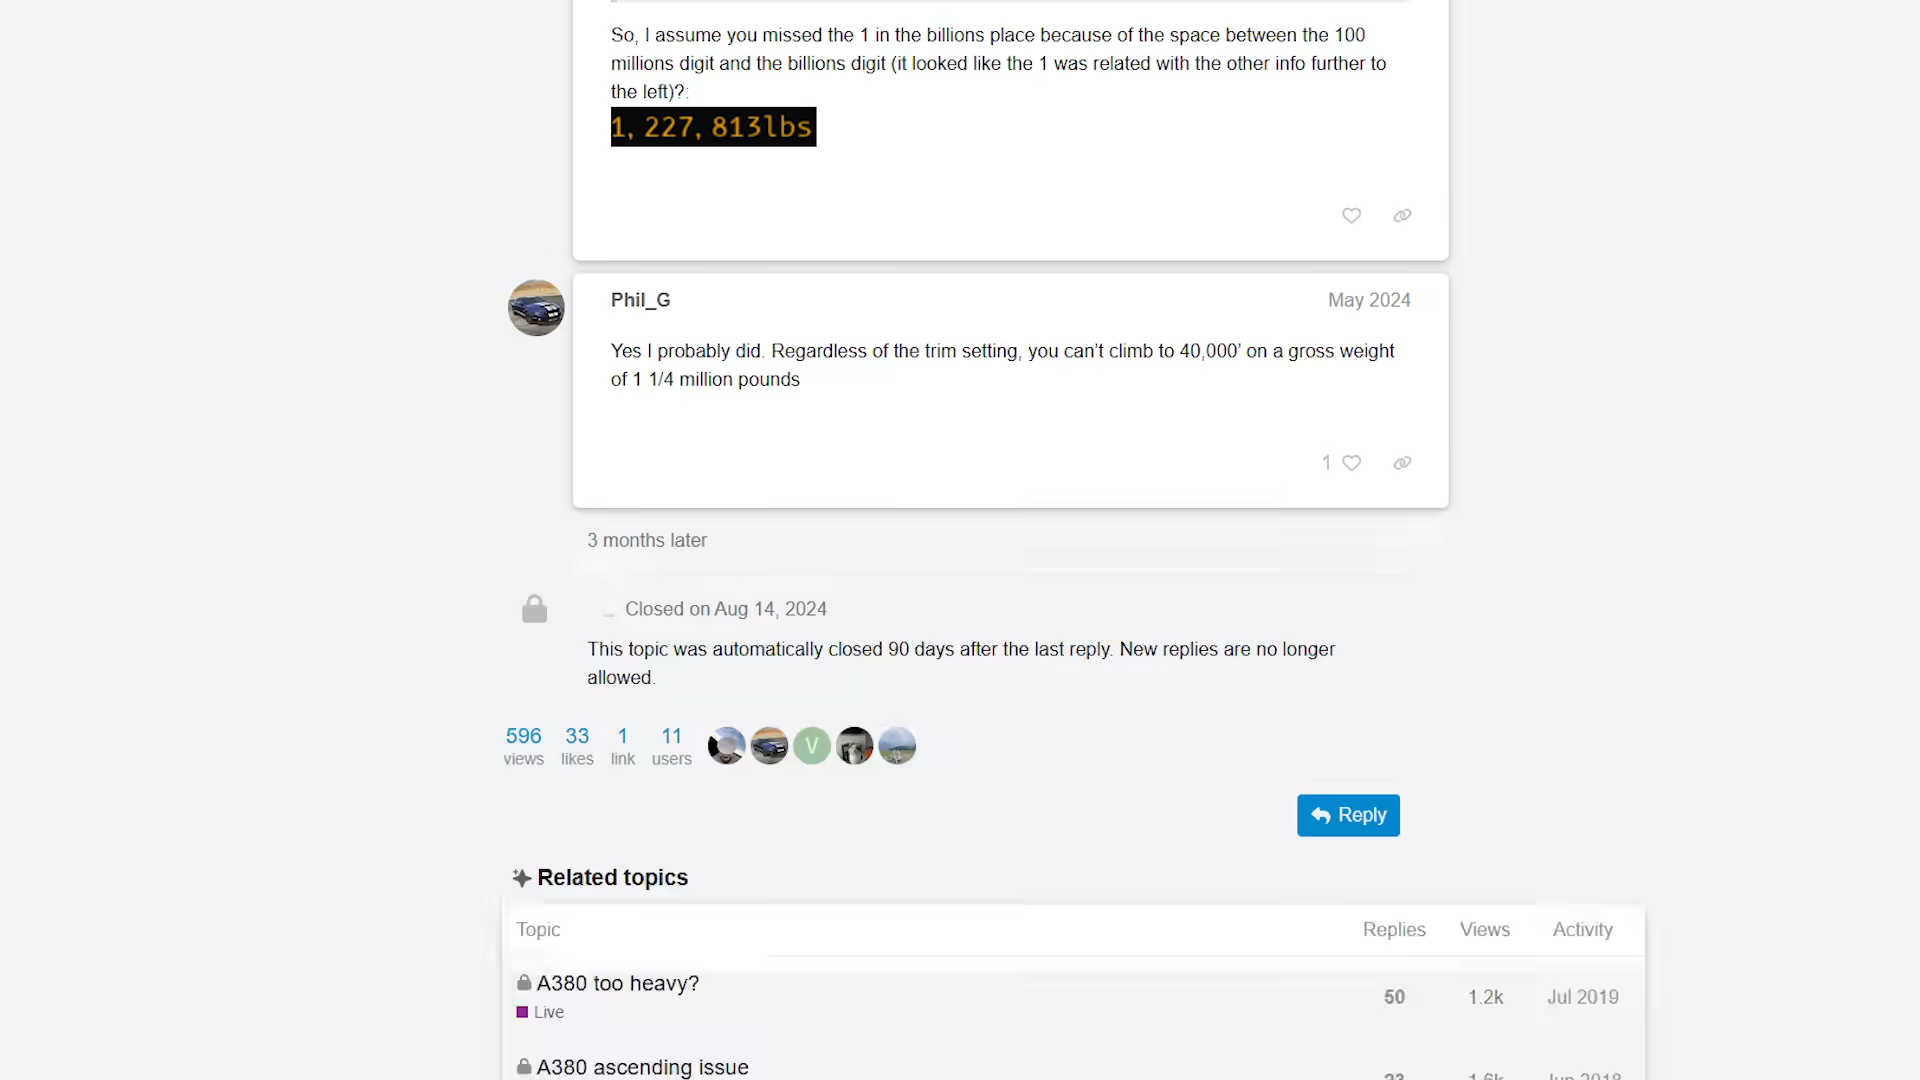 So, I assume you missed the 1 in the billions place because of the space between the 100
millions digit and the billions digit (it looked like the 1 was related with the other info further to
the left)?:
1, 227, 813lbs
Phil_G
May 2024
Yes I probably did. Regardless of the trim setting, you can’t climb to 40,000’ on a gross weight
of 1 1/4 million pounds
1
3 months later
Closed on Aug 14, 2024
This topic was automatically closed 90 days after the last reply. New replies are no longer
allowed.
596 33 1 11
views likes link users
V
Reply
Related topics
Topic Replies Views Activity
A380 too heavy?
50 1.2k Jul 2019
Live
A380 ascending issue
23 1.6k Jun 2018